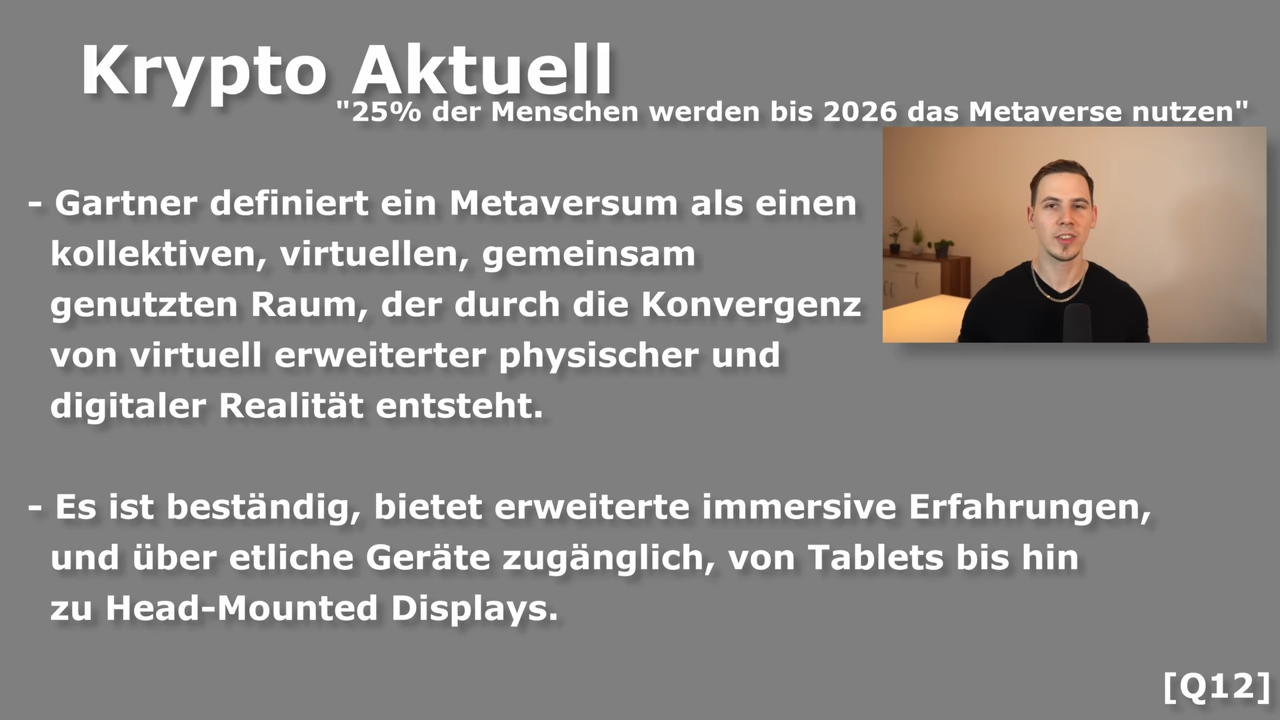 Krypto Aktuell
"25% der Menschen werden bis 2026 das Metaverse nutzen"
- Gartner definiert ein Metaversum als einen
kollektiven, virtuellen, gemeinsam
genutzten Raum, der durch die Konvergenz
von virtuell erweiterter physischer und
digitaler Realität entsteht.
- Es ist beständig, bietet erweiterte immersive Erfahrungen,
und über etliche Geräte zugänglich, von Tablets bis hin
zu Head-Mounted Displays.
[Q12]